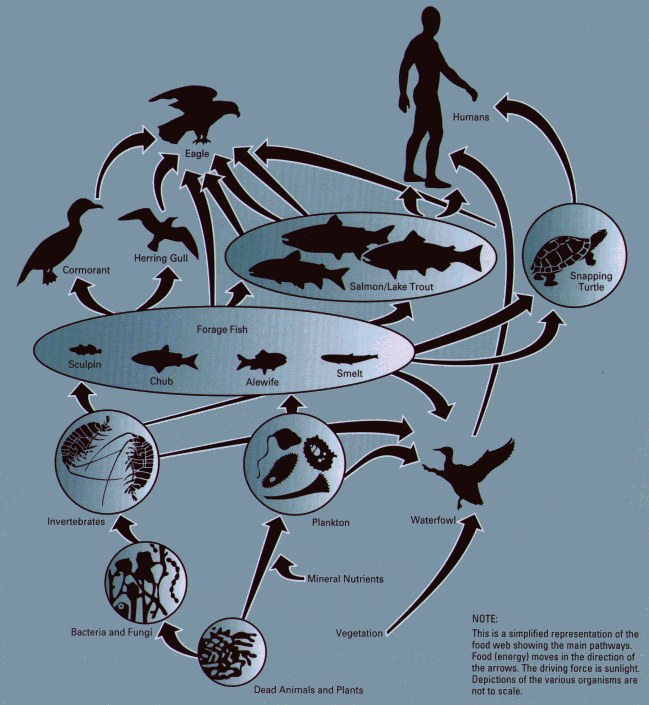 Humans
Eagle
Herring Gull
Cormorant
Snapping
Turtle
Salmon/Lake Trout
Forage Fish
Sculpin
Chub
Alewife
Smelt
Invertebrates
Plankton
Waterfowl
Mineral Nutrients
Bacteria and Fungi
Vegetation
Dead Animals and Plants
NOTE:
This is a simplified representation of the
food web showing the main pathways.
Food (energy) moves in the direction of
the arrows. The driving force is sunlight.
Depictions of the various organisms are
not to scale.